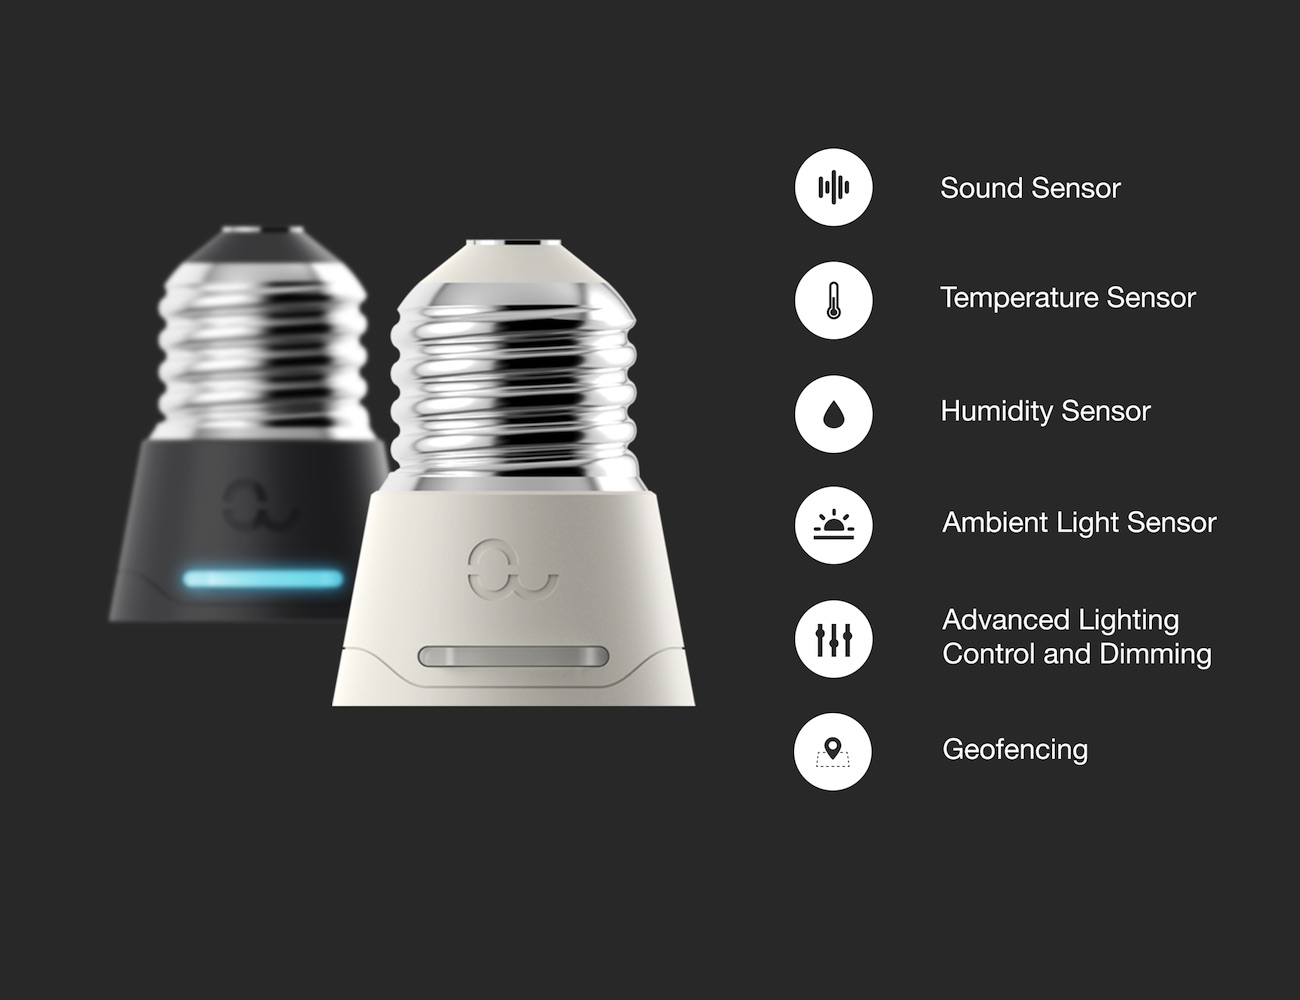 Sound Sensor
Temperature Sensor
Humidity Sensor
Ambient Light Sensor
Advanced Lighting
Control and Dimming
Geofencing